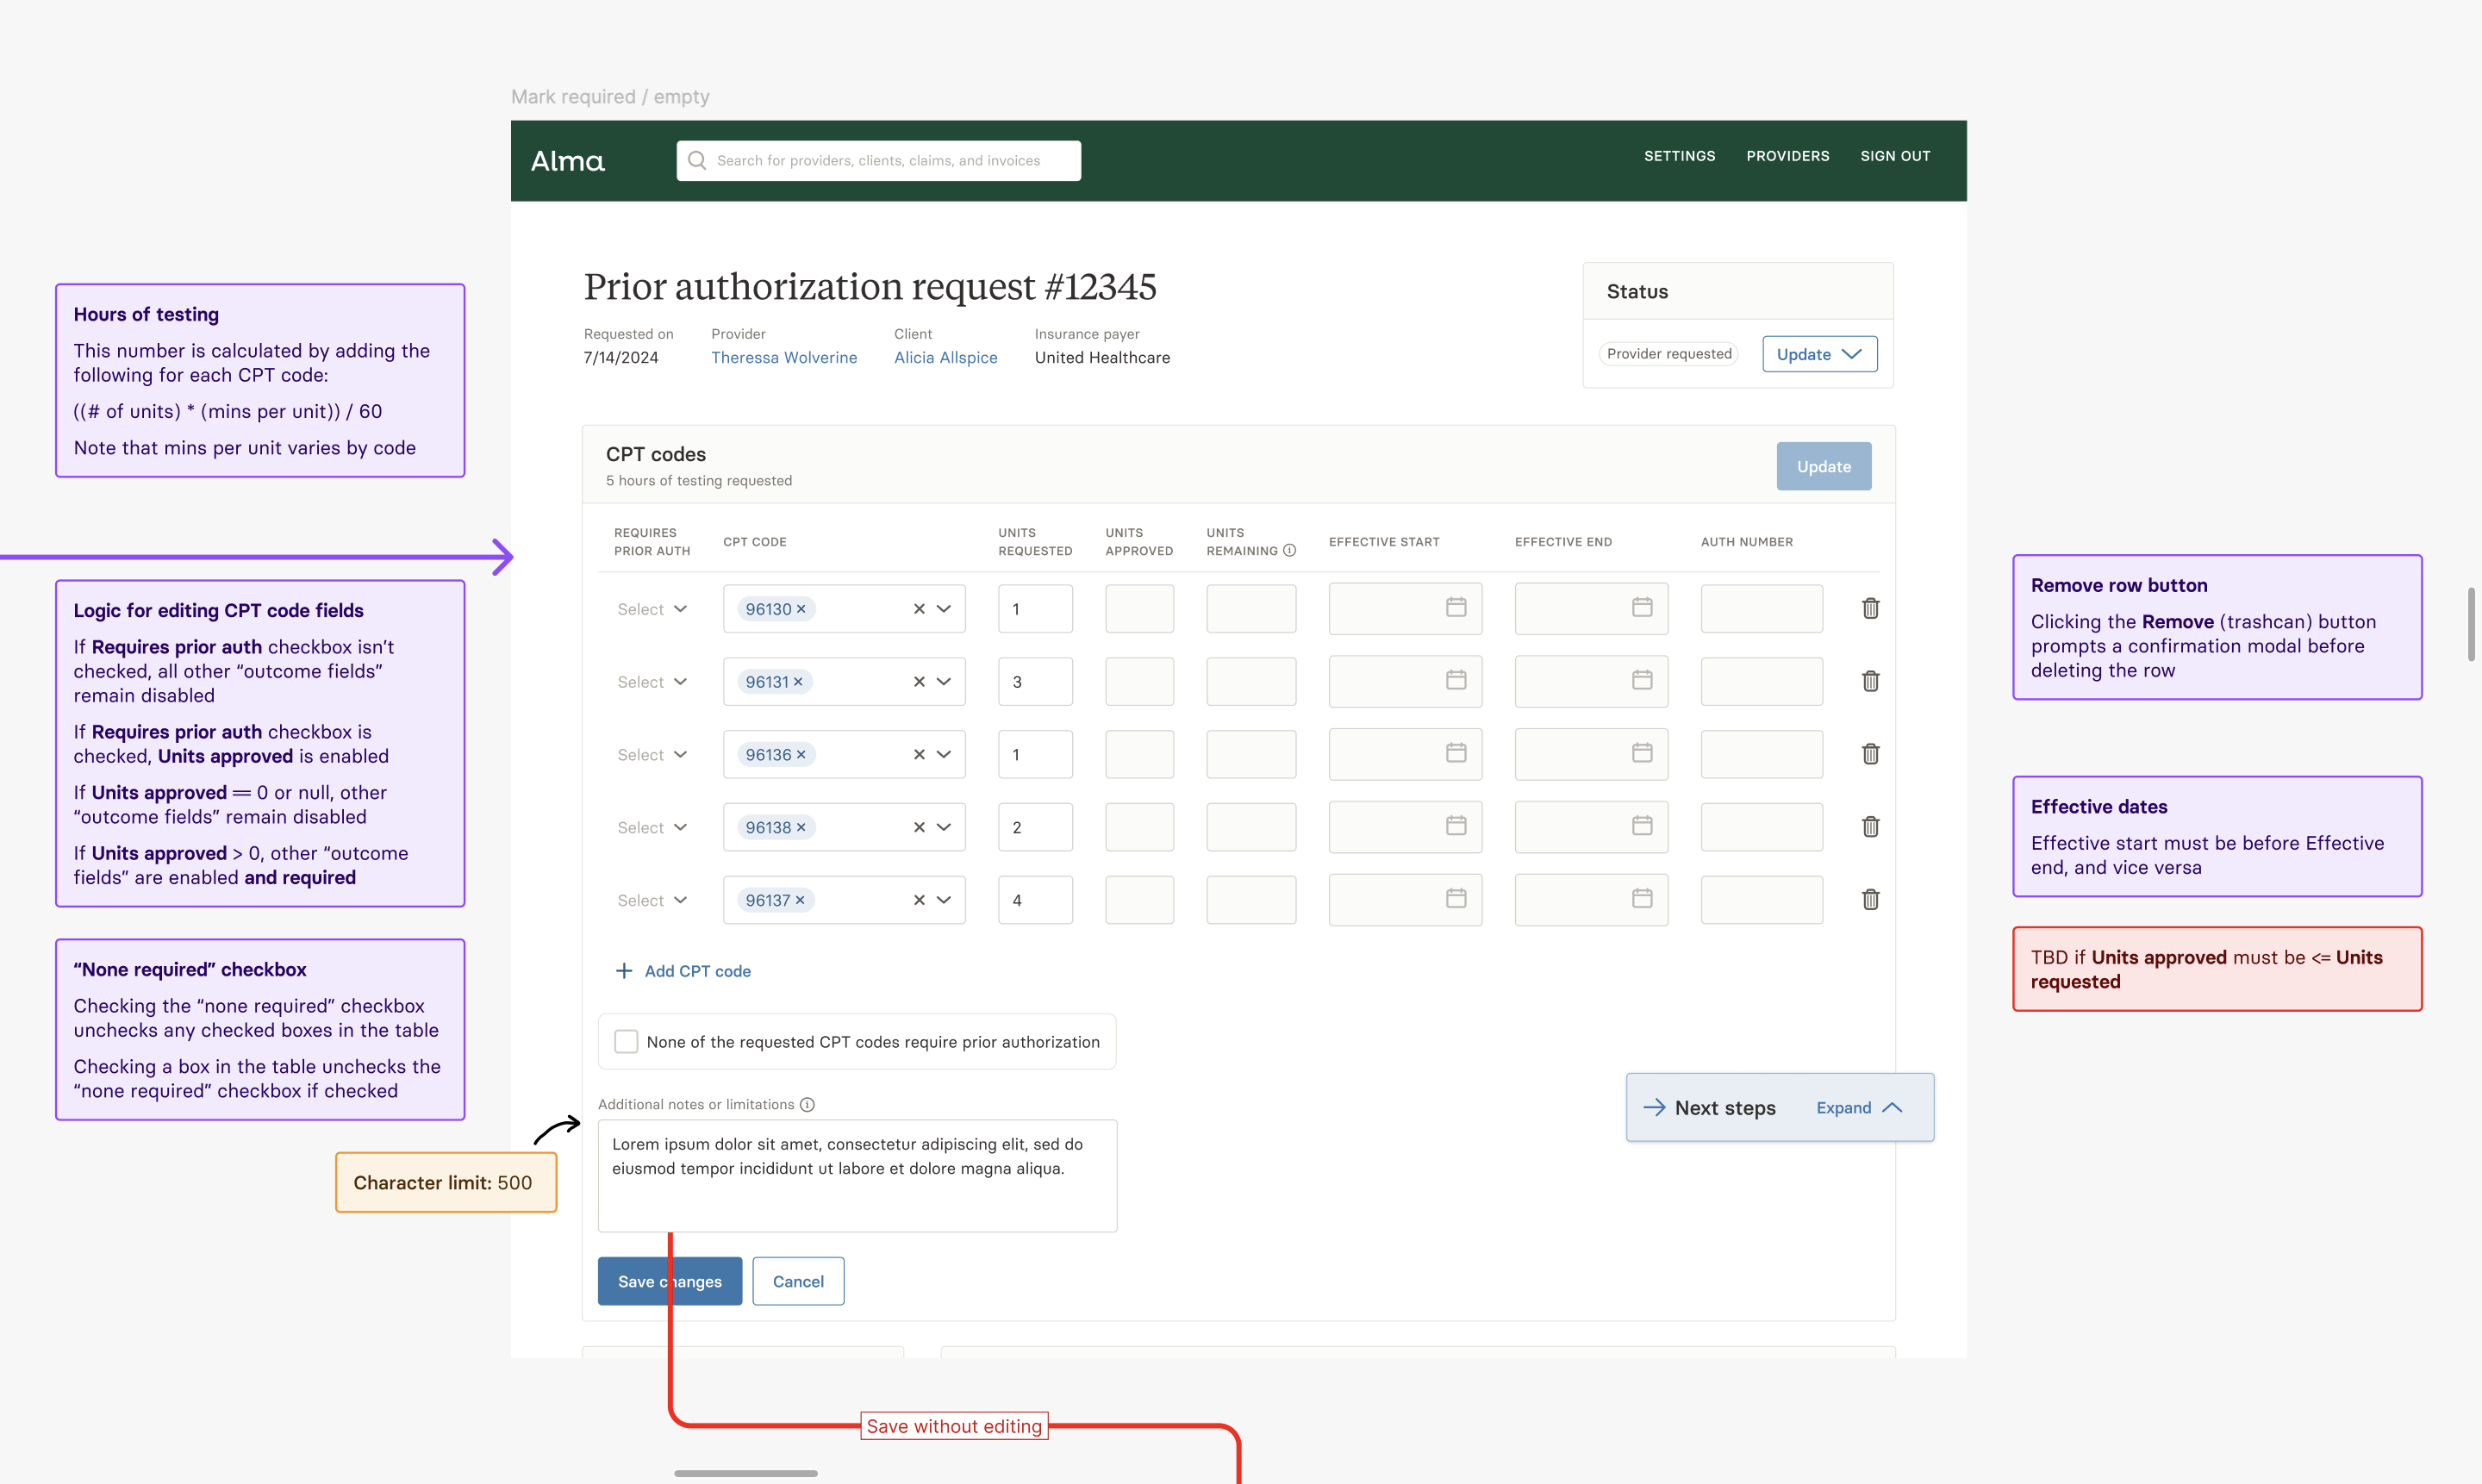 Mark required / empty
Alma
Search for providers, clients, claims, and invoices
SETTINGS
PROVIDERS
SIGN OUT
Prior authorization request #12345
Requested on
7/14/2024
Provider
Theressa Wolverine
Client
Alicia Allspice
Insurance payer
United Healthcare
Status
Provider requested
Update
Hours of testing
This number is calculated by adding the
following for each CPT code:
((# of units) * (mins per unit)) / 60
Note that mins per unit varies by code
CPT codes
5 hours of testing requested
Update
REQUIRES
PRIOR AUTH
CPT CODE
UNITS
REQUESTED
UNITS
APPROVED
UNITS
REMAINING
EFFECTIVE START
EFFECTIVE END
AUTH NUMBER
Select 96130 × 1
Select 96131 × 3
Select 96136 × 1
Select 96138 × 2
Select 96137 × 4
+ Add CPT code
None of the requested CPT codes require prior authorization
Additional notes or limitations
Lorem ipsum dolor sit amet, consectetur adipiscing elit, sed do
eiusmod tempor incididunt ut labore et dolore magna aliqua.
Save changes
Cancel
Next steps
Expand
Logic for editing CPT code fields
If Requires prior auth checkbox isn’t
checked, all other “outcome fields”
remain disabled
If Requires prior auth checkbox is
checked, Units approved is enabled
If Units approved == 0 or null, other
“outcome fields” remain disabled
If Units approved > 0, other “outcome
fields” are enabled and required
“None required” checkbox
Checking the “none required” checkbox
unchecks any checked boxes in the table
Checking a box in the table unchecks the
“none required” checkbox if checked
Character limit: 500
Remove row button
Clicking the Remove (trashcan) button
prompts a confirmation modal before
deleting the row
Effective dates
Effective start must be before Effective
end, and vice versa
TBD if Units approved must be <= Units
requested
Save without editing